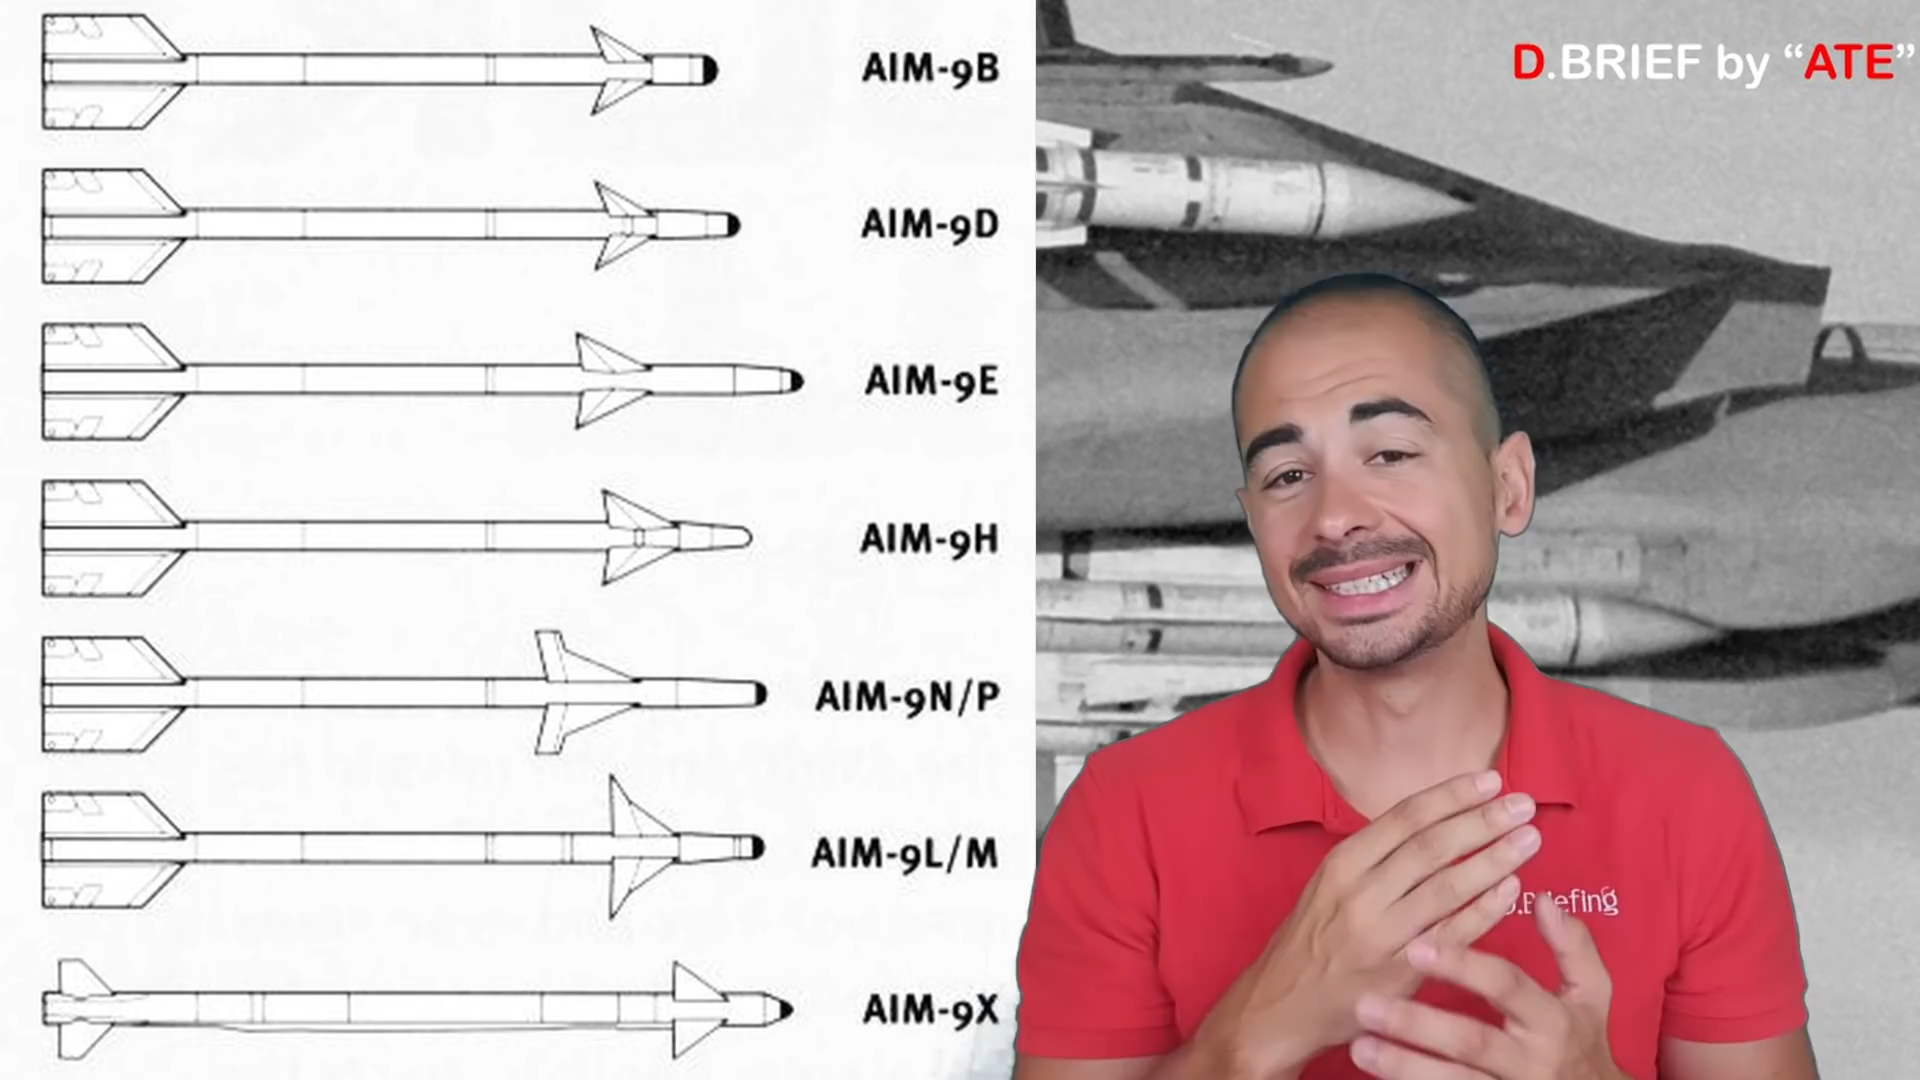 AIM-9B
AIM-9D
AIM-9E
AIM-9H
AIM-9N/P
AIM-9L/M
AIM-9X
D.BRIEF by “ATE”